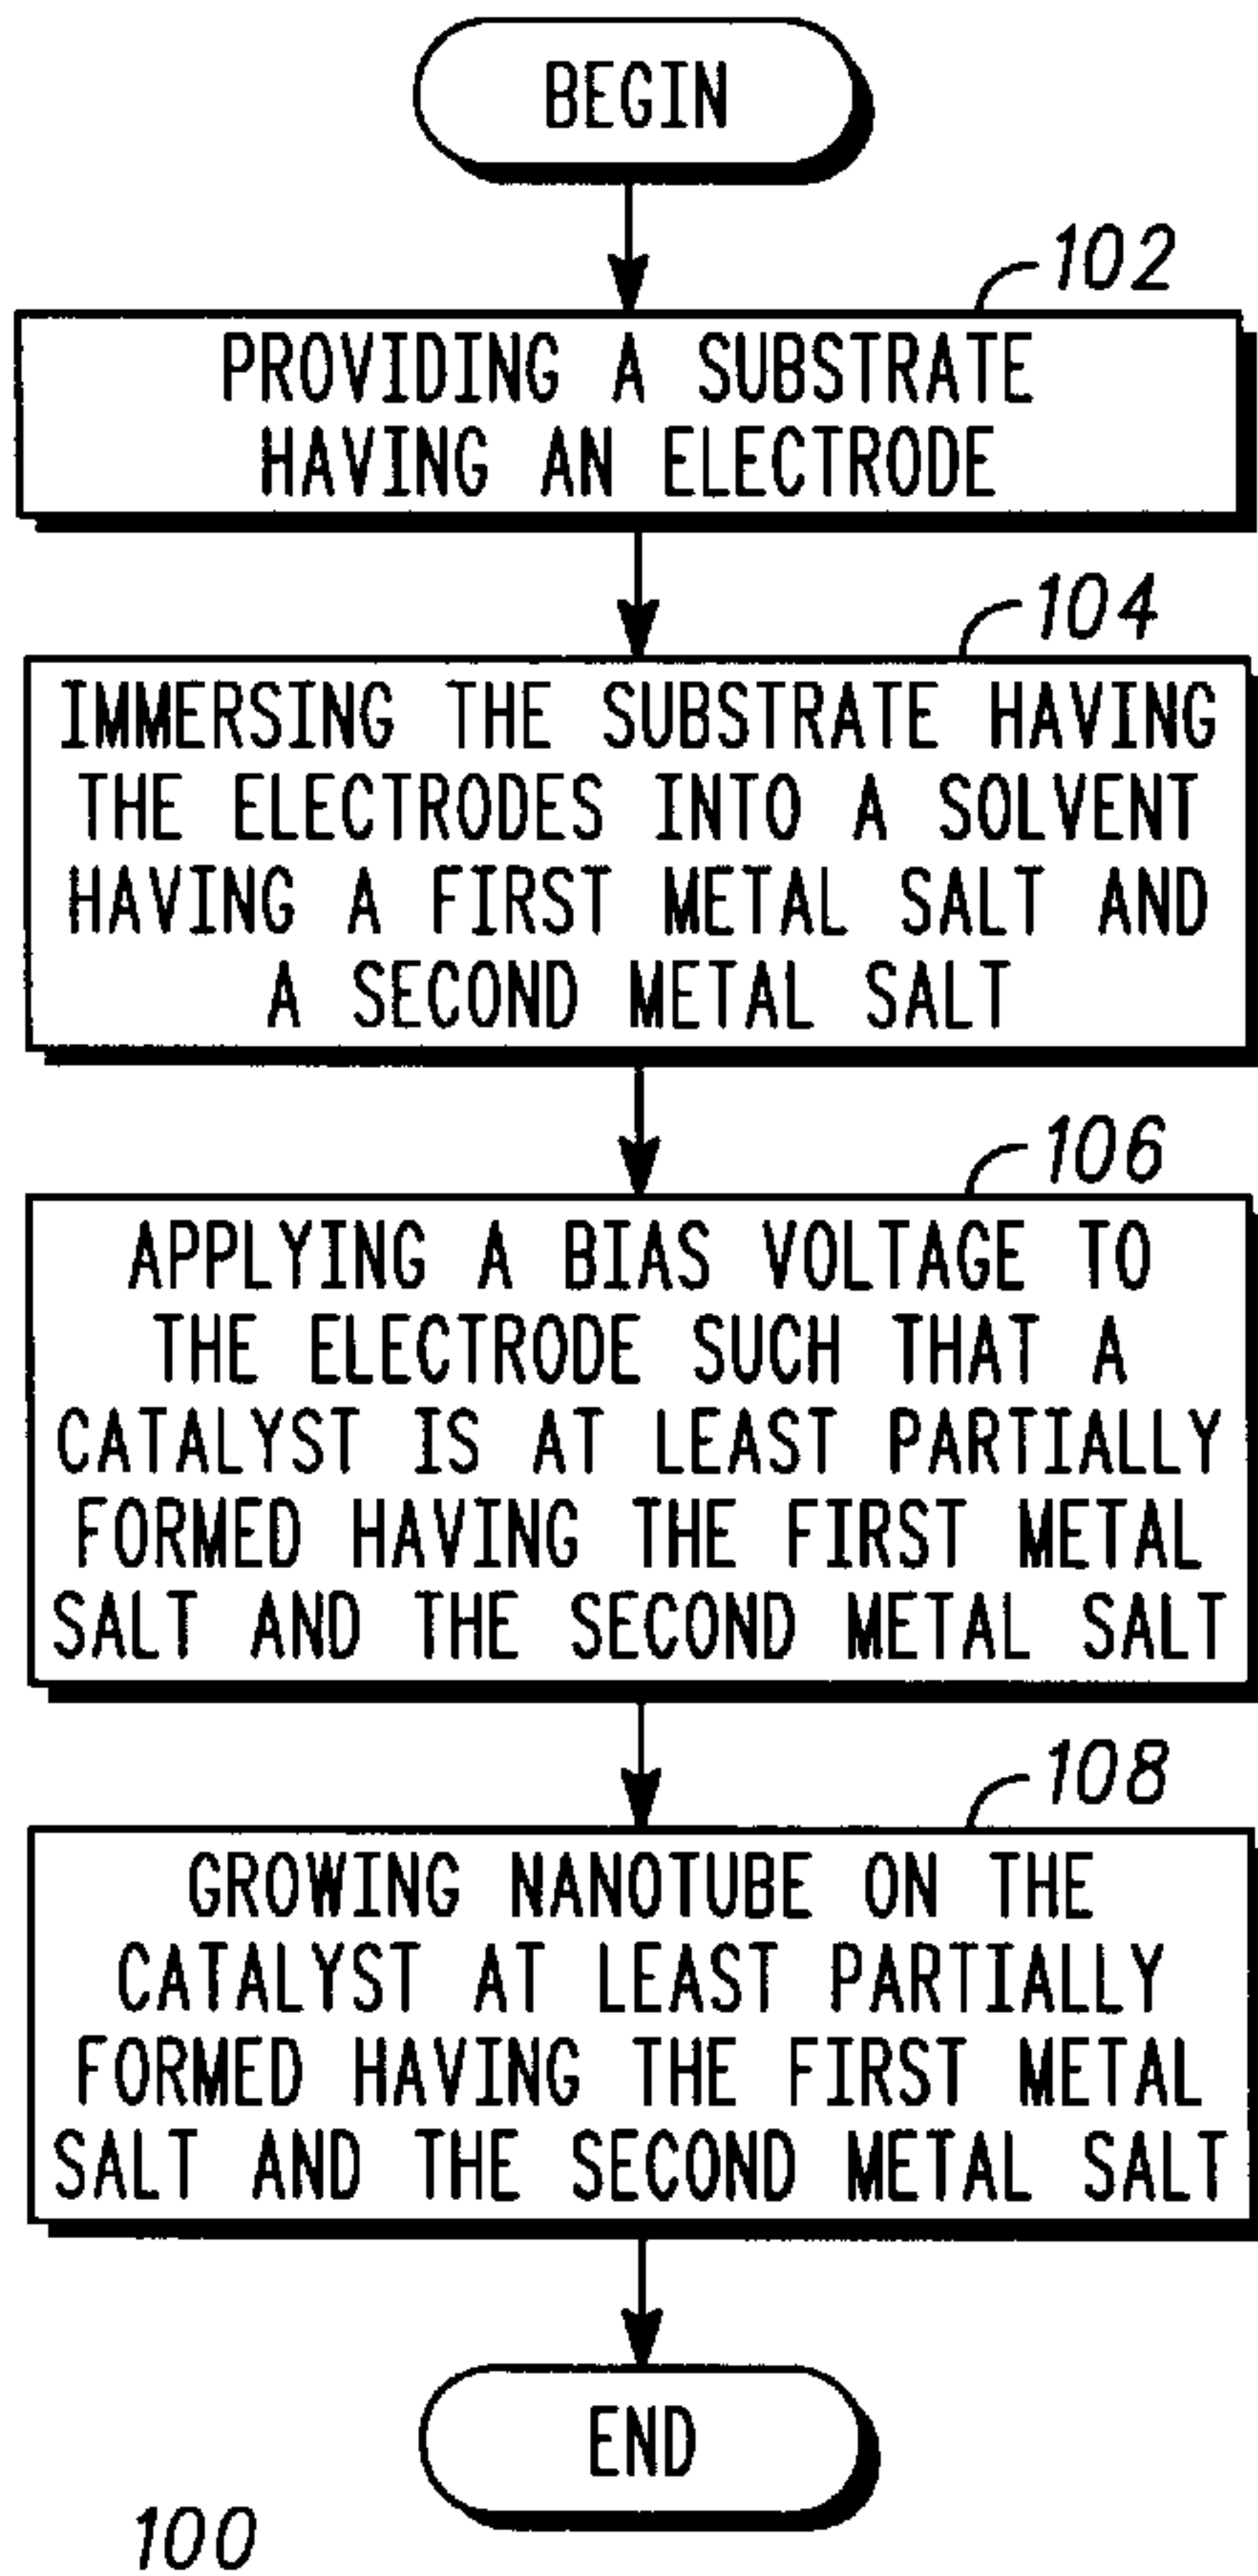 BEGIN
102
PROVIDING A SUBSTRATE
HAVING AN ELECTRODE
104
IMMERSING THE SUBSTRATE HAVING
THE ELECTRODES INTO A SOLVENT
HAVING A FIRST METAL SALT AND
A SECOND METAL SALT
106
APPLYING A BIAS VOLTAGE TO
THE ELECTRODE SUCH THAT A
CATALYST IS AT LEAST PARTIALLY
FORMED HAVING THE FIRST METAL
SALT AND THE SECOND METAL SALT
108
GROWING NANOTUBE ON THE
CATALYST AT LEAST PARTIALLY
FORMED HAVING THE FIRST METAL
SALT AND THE SECOND METAL SALT
END
100